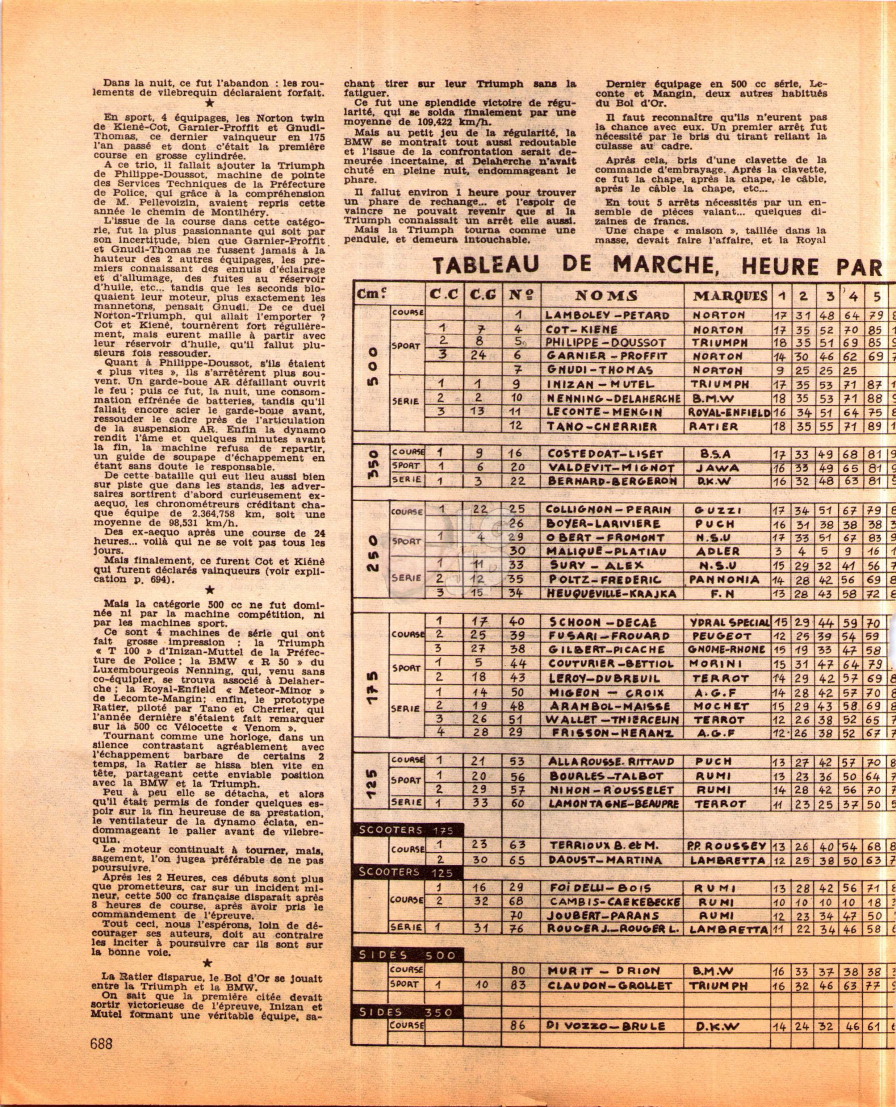 Dans la nuit, ce fut l'abandon : les rou-
lements de vilebrequin déclaraient forfait.
★
En sport, 4 équipages, les Norton twin
de Kiené-Cot, Garnier-Proffit et Gnudi-
Thomas, ce dernier vainqueur en 175
l'an passé et dont c'était la première
course en grosse cylindrée.
A ce trio, il fallait ajouter la Triumph
de Philippe-Doussot, machine de pointe
des Services Techniques de la Préfecture
de Police, qui grâce à la compréhension
de M. Pellevoizin, avaient repris cette
année le chemin de Montlhéry.
L'issue de la course dans cette catégo-
rie, fut la plus passionnante qui soit par
son incertitude, bien que Garnier-Proffit
et Gnudi-Thomas ne fussent jamais à la
hauteur des 2 autres équipages, les pre-
miers connaissant des ennuis d'éclairage
et d'allumage, des fuites au réservoir
d'huile, etc... tandis que les seconds blo-
quaient leur moteur, plus exactement les
mannetons, pensait Gnudi. De ce duel
Norton-Triumph, qui allait l'emporter ?
Cot et Kiené, tournèrent fort régulière-
ment, mais eurent maille à partir avec
leur réservoir d'huile, qu'il fallut plu-
sieurs fois ressouder.
Quant à Philippe-Doussot, s'ils étaient
« plus vites », ils s'arrêtèrent plus sou-
vent. Un garde-boue AR défaillant ouvrit
le feu ; puis ce fut, la nuit, une consom-
mation effrénée de batteries, tandis qu'il
fallait encore scier le garde-boue avant,
ressouder le cadre près de l'articulation
de la suspension AR. Enfin la dynamo
rendit l'âme et quelques minutes avant
la fin, la machine refusa de repartir,
un guide de soupape d'échappement en
étant sans doute le responsable.
De cette bataille qui eut lieu aussi bien
sur piste que dans les stands, les adver-
saires sortirent d'abord curieusement ex-
aequo, les chronométreurs créditant cha-
que équipe de 2.364,758 km, soit une
moyenne de 98,531 km/h.
Des ex-aequo après une course de 24
heures... voilà qui ne se voit pas tous les
jours.
Mais finalement, ce furent Cot et Kiéné
qui furent déclarés vainqueurs (voir expli-
cation p. 694).
★
Mais la catégorie 500 cc ne fut domi-
née ni par la machine compétition, ni
par les machines sport.
Ce sont 4 machines de série qui ont
fait grosse impression : la Triumph
« T 100 » d'Inizan-Muttel de la Préfec-
ture de Police ; la BMW « R 50 » du
Luxembourgeois Nenning, qui, venu sans
co-équipier, se trouva associé à Delaher-
che ; la Royal-Enfield « Meteor-Minor »
de Lecomte-Mangin; enfin, le prototype
Ratier, piloté par Tano et Cherrier, qui
l'année dernière s'étaient fait remarquer
sur la 500 cc Vélocette « Venom ».
Tournant comme une horloge, dans un
silence contrastant agréablement avec
l'échappement barbare de certains 2
temps, la Ratier se hissa bien vite en
tête, partageant cette enviable position
avec la BMW et la Triumph.
Peu à peu elle se détacha, et alors
qu'il était permis de fonder quelques es-
poir sur la fin heureuse de sa prestation,
le ventilateur de la dynamo éclata, en-
dommageant le palier avant de vilebre-
quin.
Le moteur continuait à tourner, mais,
sagement, l'on jugea préférable de ne pas
poursuivre.
Après les 2 Heures, ces débuts sont plus
que prometteurs, car sur un incident mi-
neur, cette 500 cc française disparait après
8 heures de course, après avoir pris le
commandement de l'épreuve.
Tout ceci, nous l'espérons, loin de dé-
courager ses auteurs, doit au contraire
les inciter à poursuivre car ils sont sur
la bonne voie.
★
La Ratier disparue, le Bol d'Or se jouait
entre la Triumph et la BMW.
On sait que la première citée devait
sortir victorieuse de l'épreuve, Inizan et
Mutel formant une véritable équipe, sa-
688
chant tirer sur leur Triumph sans la
fatiguer.
Ce fut une splendide victoire de régu-
larité, qui se solda finalement par une
moyenne de 109,422 km/h.
Mais au petit jeu de la régularité, la
BMW se montrait tout aussi redoutable
et l'issue de la confrontation serait de-
meurée incertaine, si Delaherche n'avait
chuté en pleine nuit, endommageant le
phare.
Il fallut environ 1 heure pour trouver
un phare de rechange... et l'espoir de
vaincre ne pouvait revenir que si la
Triumph connaissait un arrêt elle aussi.
Mais la Triumph tourna comme une
pendule, et demeura intouchable.
Dernier équipage en 500 cc série, Le-
conte et Mangin, deux autres habitués
du Bol d'Or.
Il faut reconnaître qu'ils n'eurent pas
la chance avec eux. Un premier arrêt fut
nécessité par le bris du tirant reliant la
culasse au cadre.
Après cela, bris d'une clavette de la
commande d'embrayage. Après la clavette,
ce fut la chape, après la chape, le câble,
après le câble la chape, etc...
En tout 5 arrêts nécessités par un en-
semble de pièces valant... quelques di-
zaines de francs.
Une chape « maison », taillée dans la
masse, devait faire l'affaire, et la Royal
TABLEAU DE MARCHE, HEURE PAR
Cm.c C.C C.G No NOMS MARQUES 1 2 3 4 5
500
COURSE 1 LAMBOLEY-PETARD NORTON 17 31 48 64 79
SPORT 1 7 4 COT-KIENE NORTON 17 35 52 70 85
2 8 5 PHILIPPE-DOUSSOT TRIUMPH 18 35 51 69 85
3 24 6 GARNIER-PROFFIT NORTON 14 30 46 62 69
7 GNUDI-THOMAS NORTON 9 25 25 25
SERIE 1 1 9 INIZAN-MUTEL TRIUMPH 17 35 53 71 87
2 2 10 NENNING-DELAHERCHE B.M.W 18 35 53 71 88
3 13 11 LECONTE-MENGIN ROYAL-ENFIELD 16 34 51 64 75
12 TANO-CHERRIER RATIER 18 35 55 71 89
350
COURSE 1 9 16 COSTEDOAT-LISET B.S.A 17 33 49 68 81
SPORT 1 6 20 VALDEVIT-MIGNOT JAWA 16 33 49 65 81
SERIE 1 3 22 BERNARD-BERGERON D.K.W 16 32 48 63 81
250
COURSE 1 22 25 COLLIGNON-PERRIN GUZZI 17 34 51 67 79
26 BOYER-LARIVIERE PUCH 16 31 38 38 38
SPORT 1 4 29 OBERT-FROMONT N.S.U 17 33 51 67 83
30 MALIQUE-PLATIAU ADLER 3 4 5 9 16
SERIE 1 11 33 SURY-ALEX N.S.U 15 29 32 41 56
2 12 35 POLTZ-FREDERIC PANNONIA 14 28 42 56 69
3 15 34 HEUQUEVILLE-KRAJKA F.N 13 28 43 58 72
175
COURSE 1 17 40 SCHOON-DECAE YDRAL SPECIAL 15 29 44 59 70
2 25 39 FUSARI-FROUARD PEUGEOT 12 25 39 54 59
3 27 38 GILBERT-PICACHE GNOME-RHONE 15 19 33 47 58
SPORT 1 5 44 COUTURIER-BETTIOL MORINI 15 31 47 64 79
2 18 43 LEROY-DUBREUIL TERROT 14 29 42 57 69
SERIE 1 14 50 MIGEON-CROIX A.G.F 14 28 42 57 70
2 19 48 ARAMBOL-MAISSE MOCHET 15 29 43 58 69
3 26 51 WALLET-THIERCELIN TERROT 12 26 38 52 65
4 28 29 FRISSON-HERANZ A.G.F 12 26 38 52 67
125
COURSE 1 21 53 ALLAROUSSE.RITTAUD PUCH 13 27 42 57 70
SPORT 1 20 56 BOURLES-TALBOT RUMI 13 23 36 50 64
2 29 57 NINON-ROUSSELET RUMI 14 28 42 56 70
SERIE 1 33 60 LAMONTAGNE-BEAUPRE TERROT 11 23 25 37 50
SCOOTERS 175
COURSE 1 23 63 TERRIOUX B. et M. P.P. ROUSSEY 13 26 40 54 68
2 30 65 DAOUST-MARTINA LAMBRETTA 12 25 38 50 63
SCOOTERS 125
COURSE 1 16 29 FOI DELLI-BOIS RUMI 13 28 42 56 71
2 32 68 CAMBIS-CAEKEBECKE RUMI 10 10 10 10 18
70 JOUBERT-PARANS RUMI 12 23 34 47 50
SERIE 1 31 76 ROUGER J.-ROUGER L. LAMBRETTA 11 22 34 46 58
SIDES 500
COURSE 80 MURIT-DRION B.M.W 16 33 37 38 38
SPORT 1 10 83 CLAUDON-GROLLET TRIUMPH 16 32 46 63 77
SIDES 350
COURSE 86 DI VOZZO-BRULE D.K.W 14 24 32 46 61